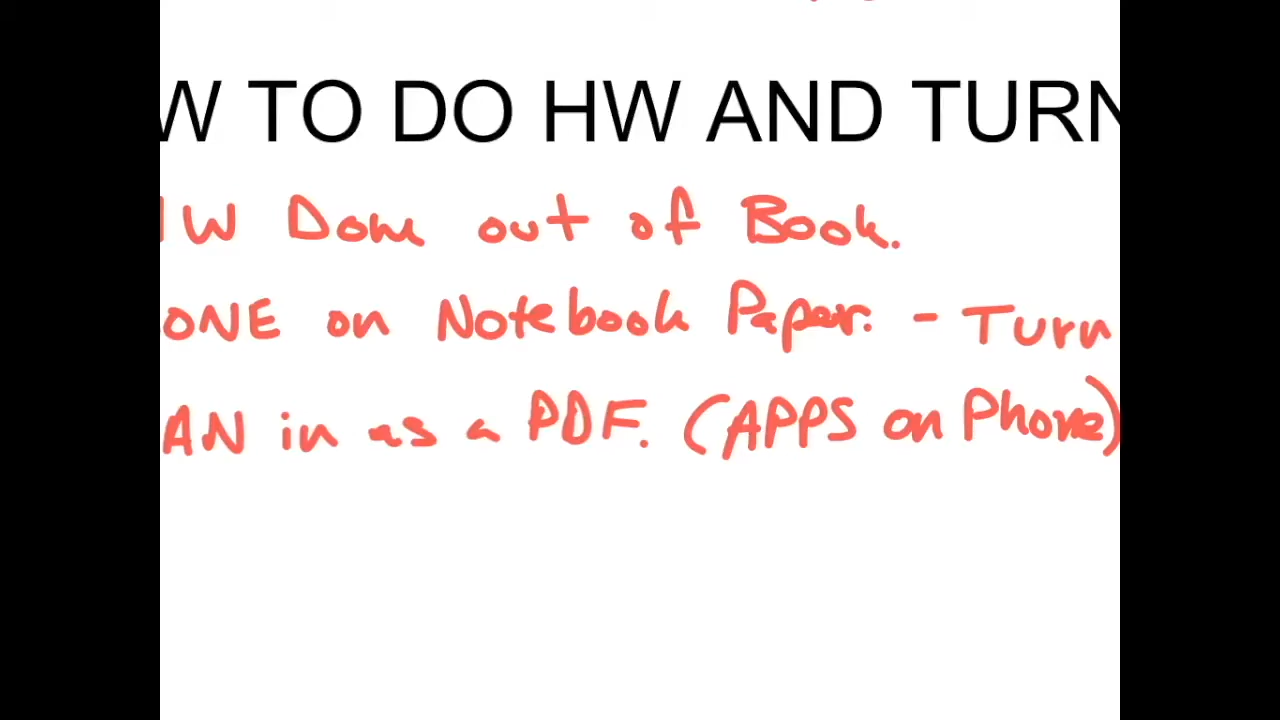 W TO DO HW AND TURN
HW Done out of Book.
ONE on Notebook Paper. - Turn
AN in as a PDF. (APPS on Phone)